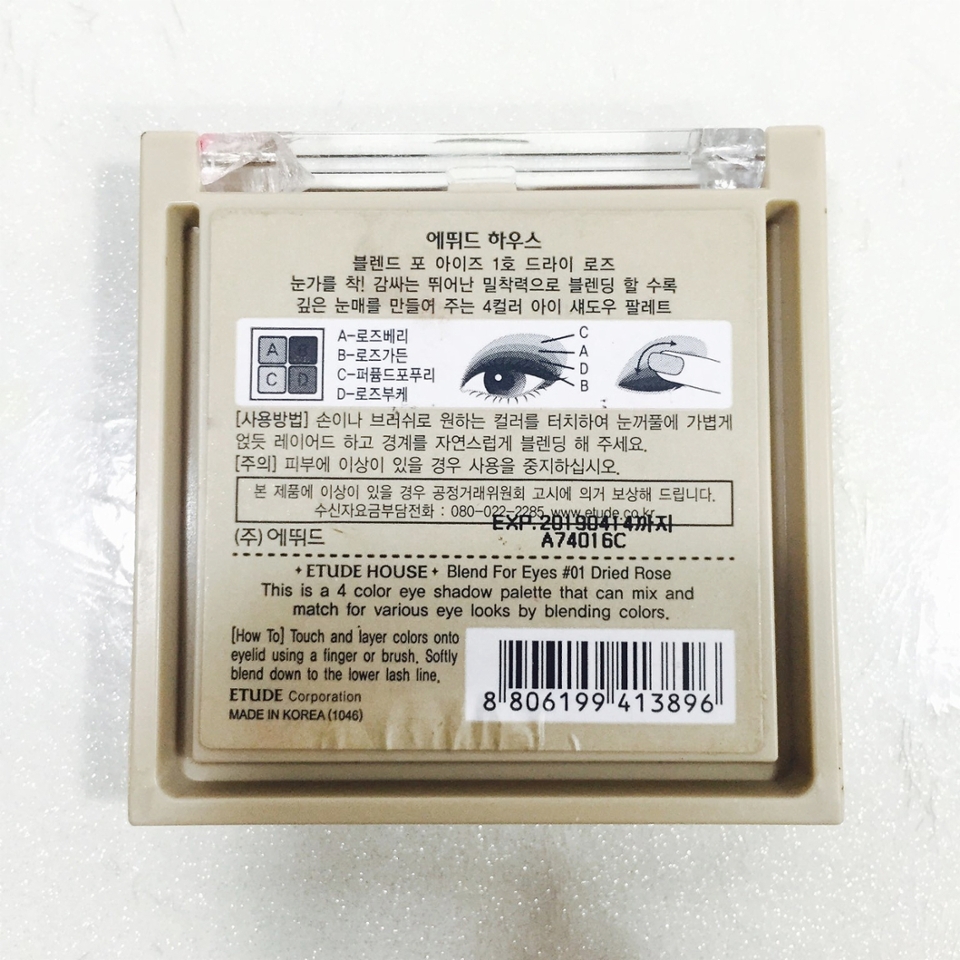 에뛰드 하우스
블렌드 포 아이즈 1호 드라이 로즈
눈가를 착! 감싸는 뛰어난 밀착력으로 블렌딩 할 수록
깊은 눈매를 만들어 주는 4컬러 아이 섀도우 팔레트
A B
C D
A-로즈베리
B-로즈가든
C-퍼퓸드포푸리
D-로즈부케
C
A
D
B
[사용방법] 손이나 브러쉬로 원하는 컬러를 터치하여 눈꺼풀에 가볍게
얹듯 레이어드 하고 경계를 자연스럽게 블렌딩 해 주세요.
[주의] 피부에 이상이 있을 경우 사용을 중지하십시오.
본 제품에 이상이 있을 경우 공정거래위원회 고시에 의거 보상해 드립니다.
수신자요금부담전화 : 080-022-2285 www.etude.co.kr
(주)에뛰드
EXP.20190414까지
A74016C
ETUDE HOUSE Blend For Eyes #01 Dried Rose
This is a 4 color eye shadow palette that can mix and
match for various eye looks by blending colors.
[How To] Touch and layer colors onto
eyelid using a finger or brush. Softly
blend down to the lower lash line.
ETUDE Corporation
MADE IN KOREA (1046)
8 806199 413896